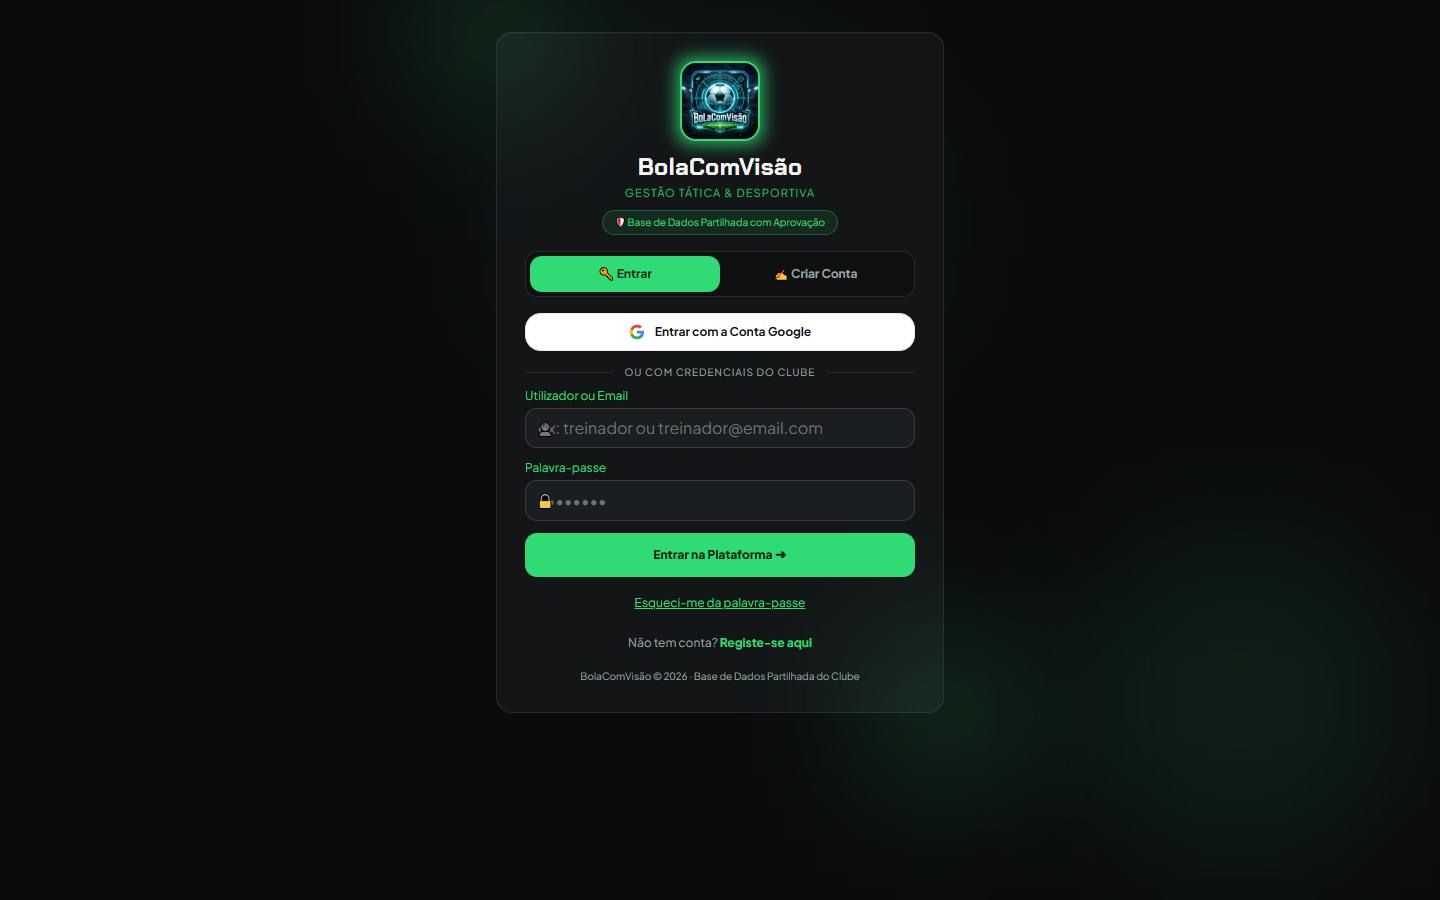 BoLaComVisão
BolaComVisão
GESTÃO TÁTICA & DESPORTIVA
Base de Dados Partilhada com Aprovação
Entrar
Criar Conta
Entrar com a Conta Google
OU COM CREDENCIAIS DO CLUBE
Utilizador ou Email
x: treinador ou treinador@email.com
Palavra-passe
Entrar na Plataforma ➔
Esqueci-me da palavra-passe
Não tem conta? Registe-se aqui
BolaComVisão © 2026 · Base de Dados Partilhada do Clube